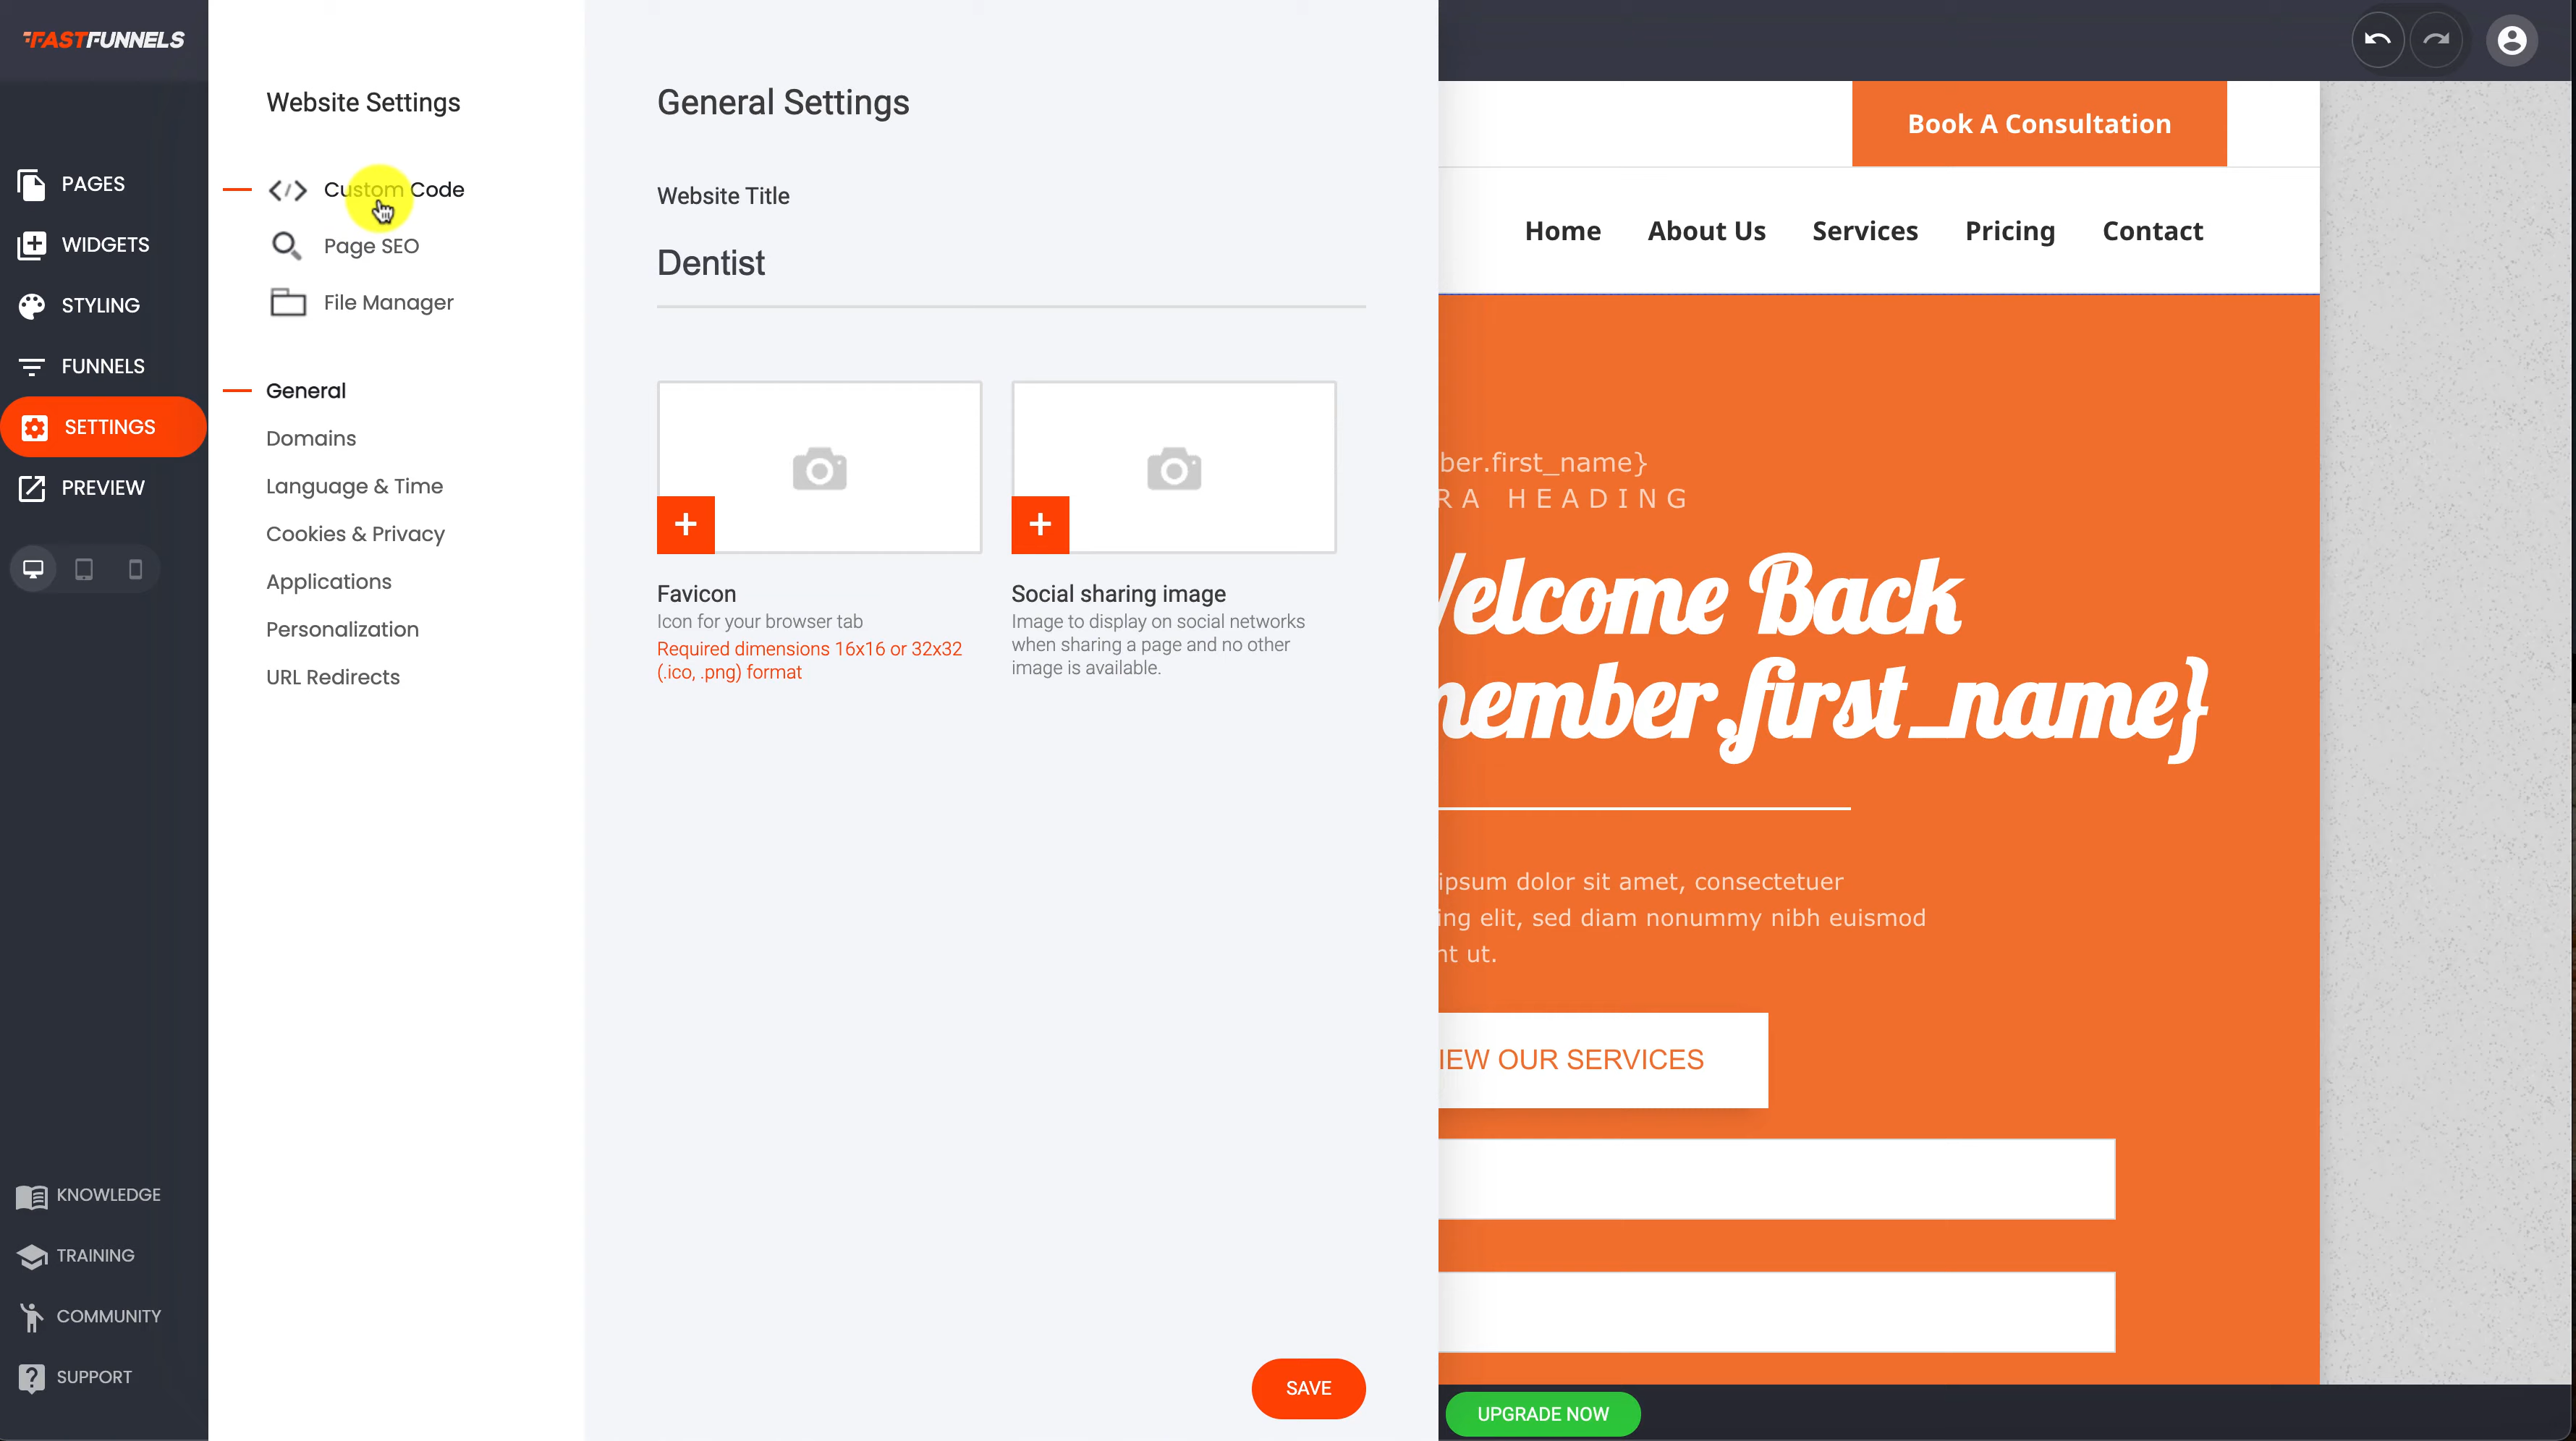 FASTFUNNELS
PAGES
WIDGETS
STYLING
FUNNELS
SETTINGS
PREVIEW
KNOWLEDGE
TRAINING
COMMUNITY
SUPPORT
Website Settings
Custom Code
Page SEO
File Manager
General
Domains
Language & Time
Cookies & Privacy
Applications
Personalization
URL Redirects
General Settings
Website Title
Dentist
Favicon
Icon for your browser tab
Required dimensions 16x16 or 32x32
(.ico, .png) format
Social sharing image
Image to display on social networks
when sharing a page and no other
image is available.
SAVE
Book A Consultation
Home About Us Services Pricing Contact
ber.first_name}
RA HEADING
elcome Back
ember.first_name}
ipsum dolor sit amet, consectetuer
ing elit, sed diam nonummy nibh euismod
nt ut.
IEW OUR SERVICES
UPGRADE NOW